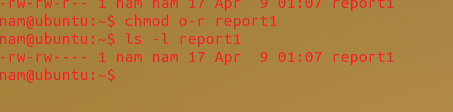 -rw-rw-r-- 1 nam nam 17 Apr  9 01:07 report1
nam@ubuntu:~$ chmod o-r report1
nam@ubuntu:~$ ls -l report1
-rw-rw---- 1 nam nam 17 Apr  9 01:07 report1
nam@ubuntu:~$